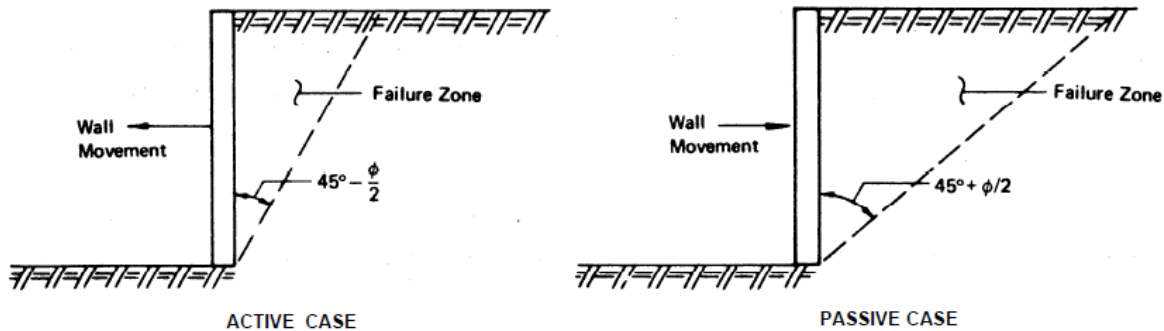 Failure Zone
Wall
Movement
45° – ϕ/2
ACTIVE CASE
Failure Zone
Wall
Movement
45° + ϕ/2
PASSIVE CASE